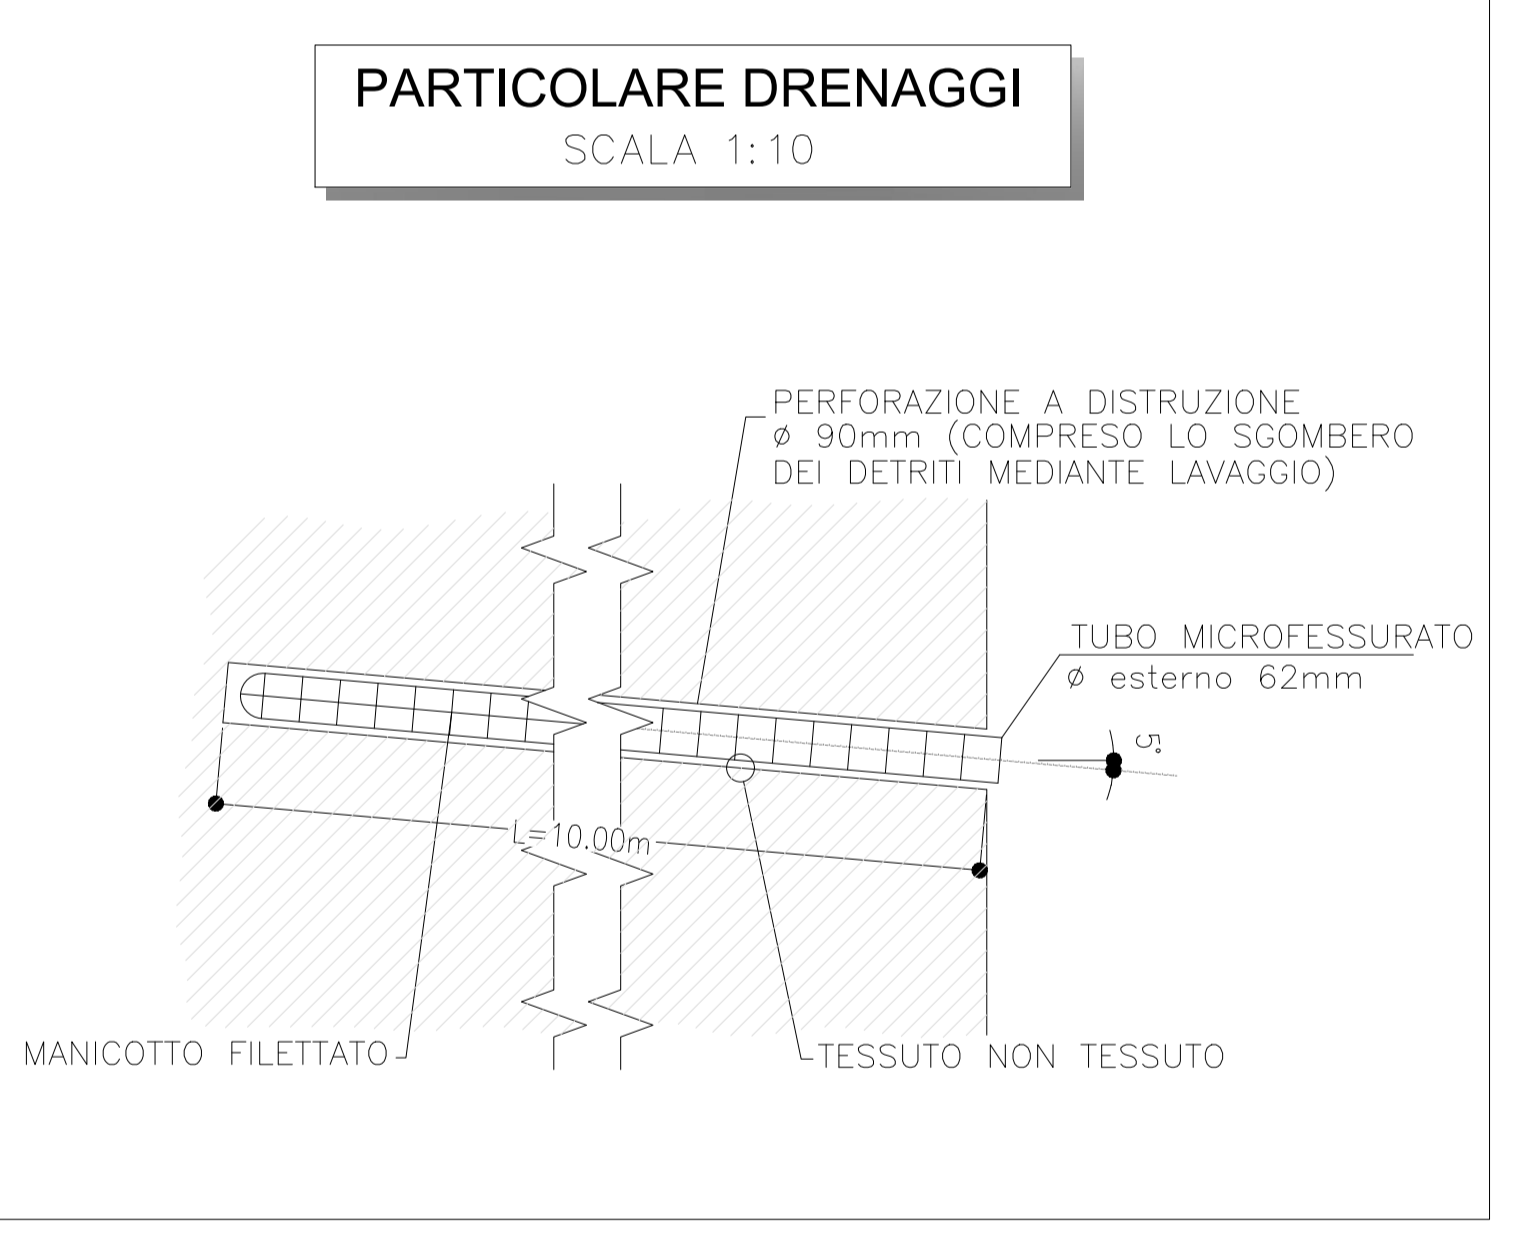 PARTICOLARE DRENAGGI
SCALA 1:10
PERFORAZIONE A DISTRUZIONE
ø 90mm (COMPRESO LO SGOMBERO
DEI DETRITI MEDIANTE LAVAGGIO)
TUBO MICROFESSURATO
ø esterno 62mm
5°
L=10.00m
MANICOTTO FILETTATO
TESSUTO NON TESSUTO